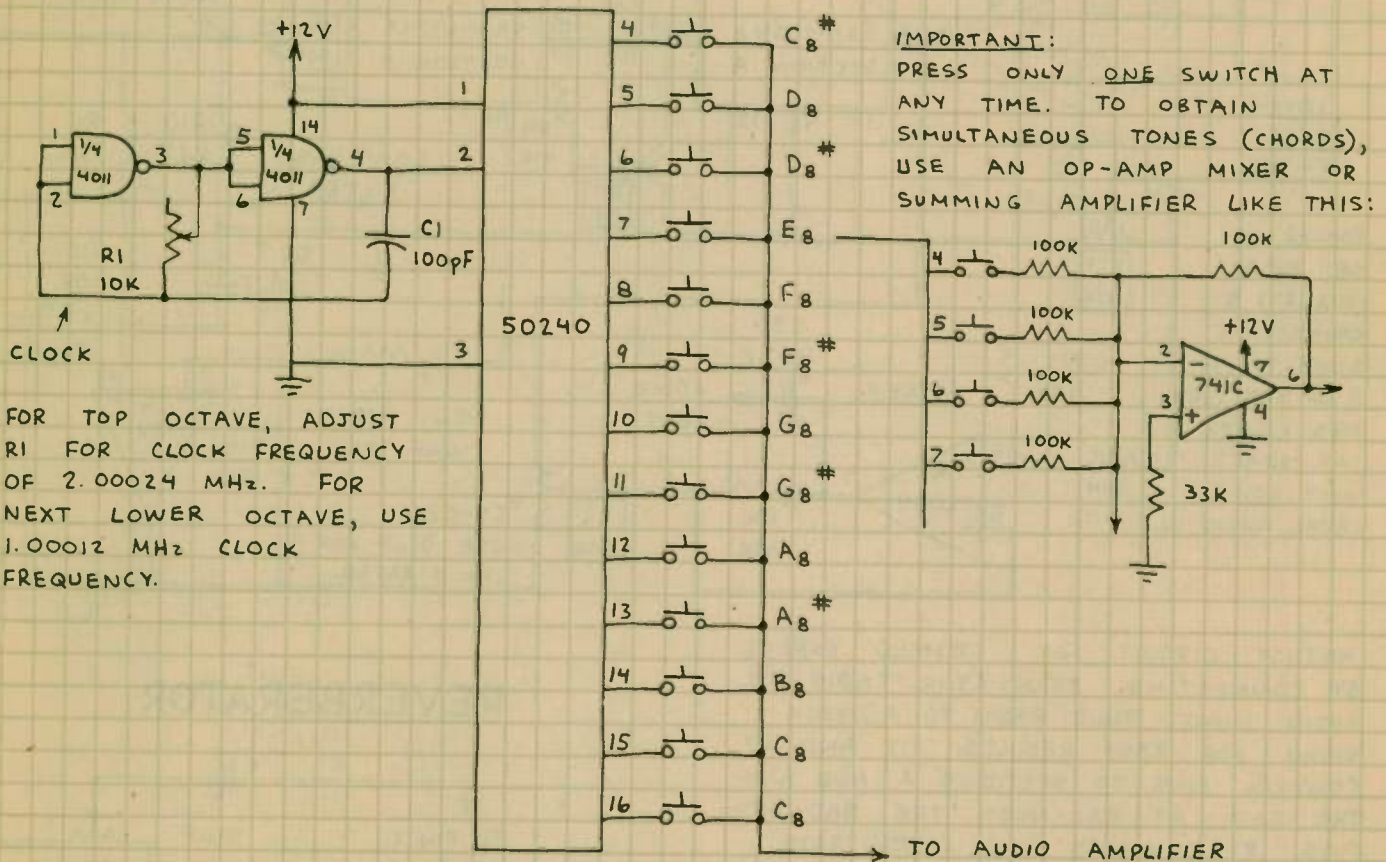 +12V
1
14
1
1/4
4011
3
2
5
1/4
4011
4
6
7
2
R1
10K
C1
100pF
CLOCK
3
50240
FOR TOP OCTAVE, ADJUST
R1 FOR CLOCK FREQUENCY
OF 2.00024 MHz. FOR
NEXT LOWER OCTAVE, USE
1.00012 MHz CLOCK
FREQUENCY.
4 C8#
5 D8
6 D8#
7 E8
8 F8
9 F8#
10 G8
11 G8#
12 A8
13 A8#
14 B8
15 C8
16 C8
TO AUDIO AMPLIFIER
IMPORTANT:
PRESS ONLY ONE SWITCH AT
ANY TIME. TO OBTAIN
SIMULTANEOUS TONES (CHORDS),
USE AN OP-AMP MIXER OR
SUMMING AMPLIFIER LIKE THIS:
4 100K
100K
5 100K
6 100K
7 100K
+12V
2 - 7
741C 6
3 + 4
33K